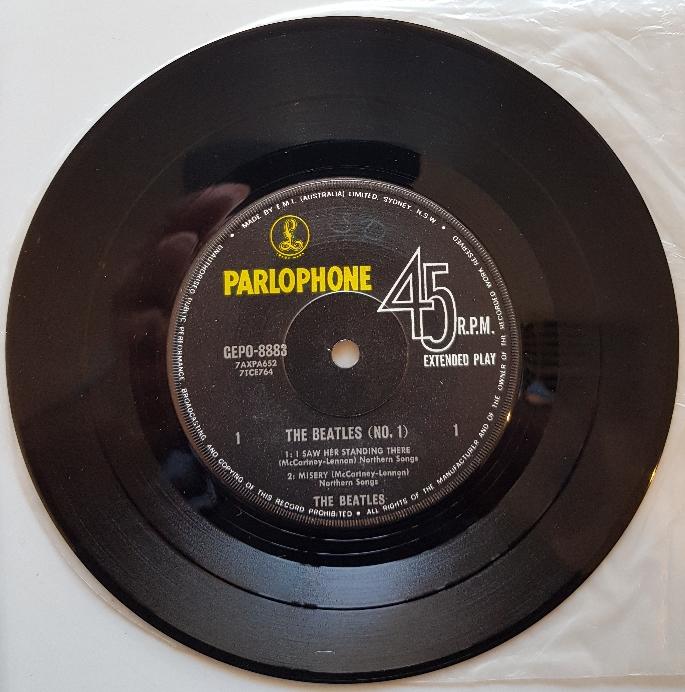 MADE BY E.M.I. (AUSTRALIA) LIMITED, SYDNEY, N.S.W.
PARLOPHONE
45
R.P.M.
EXTENDED PLAY
GEPO-8883
7AXPA652
7TCE764
1
THE BEATLES (NO. 1)
1
1: I SAW HER STANDING THERE
(McCartney-Lennon) Northern Songs
2: MISERY (McCartney-Lennon)
Northern Songs
THE BEATLES
UNAUTHORISED PUBLIC PERFORMANCE, BROADCASTING AND COPYING OF THIS RECORD PROHIBITED • ALL RIGHTS OF THE MANUFACTURER AND OF THE OWNER OF THE RECORDED WORK RESERVED